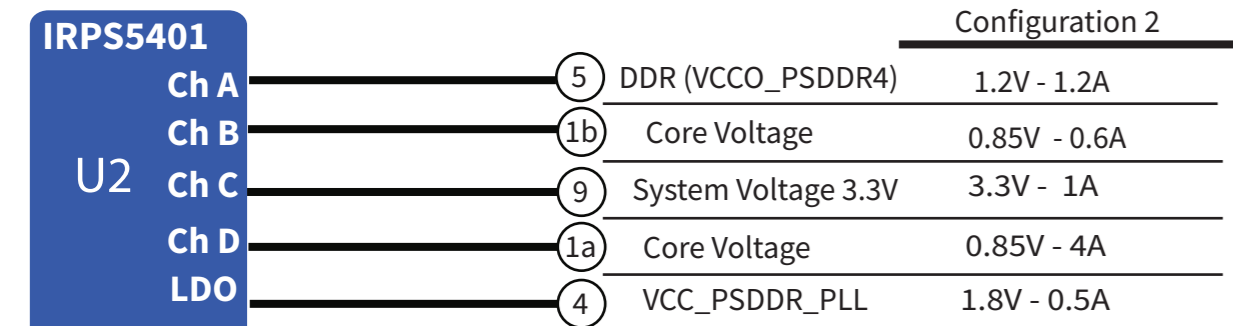 Configuration 2
IRPS5401
Ch A 5 DDR (VCCO_PSDDR4) 1.2V - 1.2A
Ch B 1b Core Voltage 0.85V - 0.6A
U2 Ch C 9 System Voltage 3.3V 3.3V - 1A
Ch D 1a Core Voltage 0.85V - 4A
LDO 4 VCC_PSDDR_PLL 1.8V - 0.5A